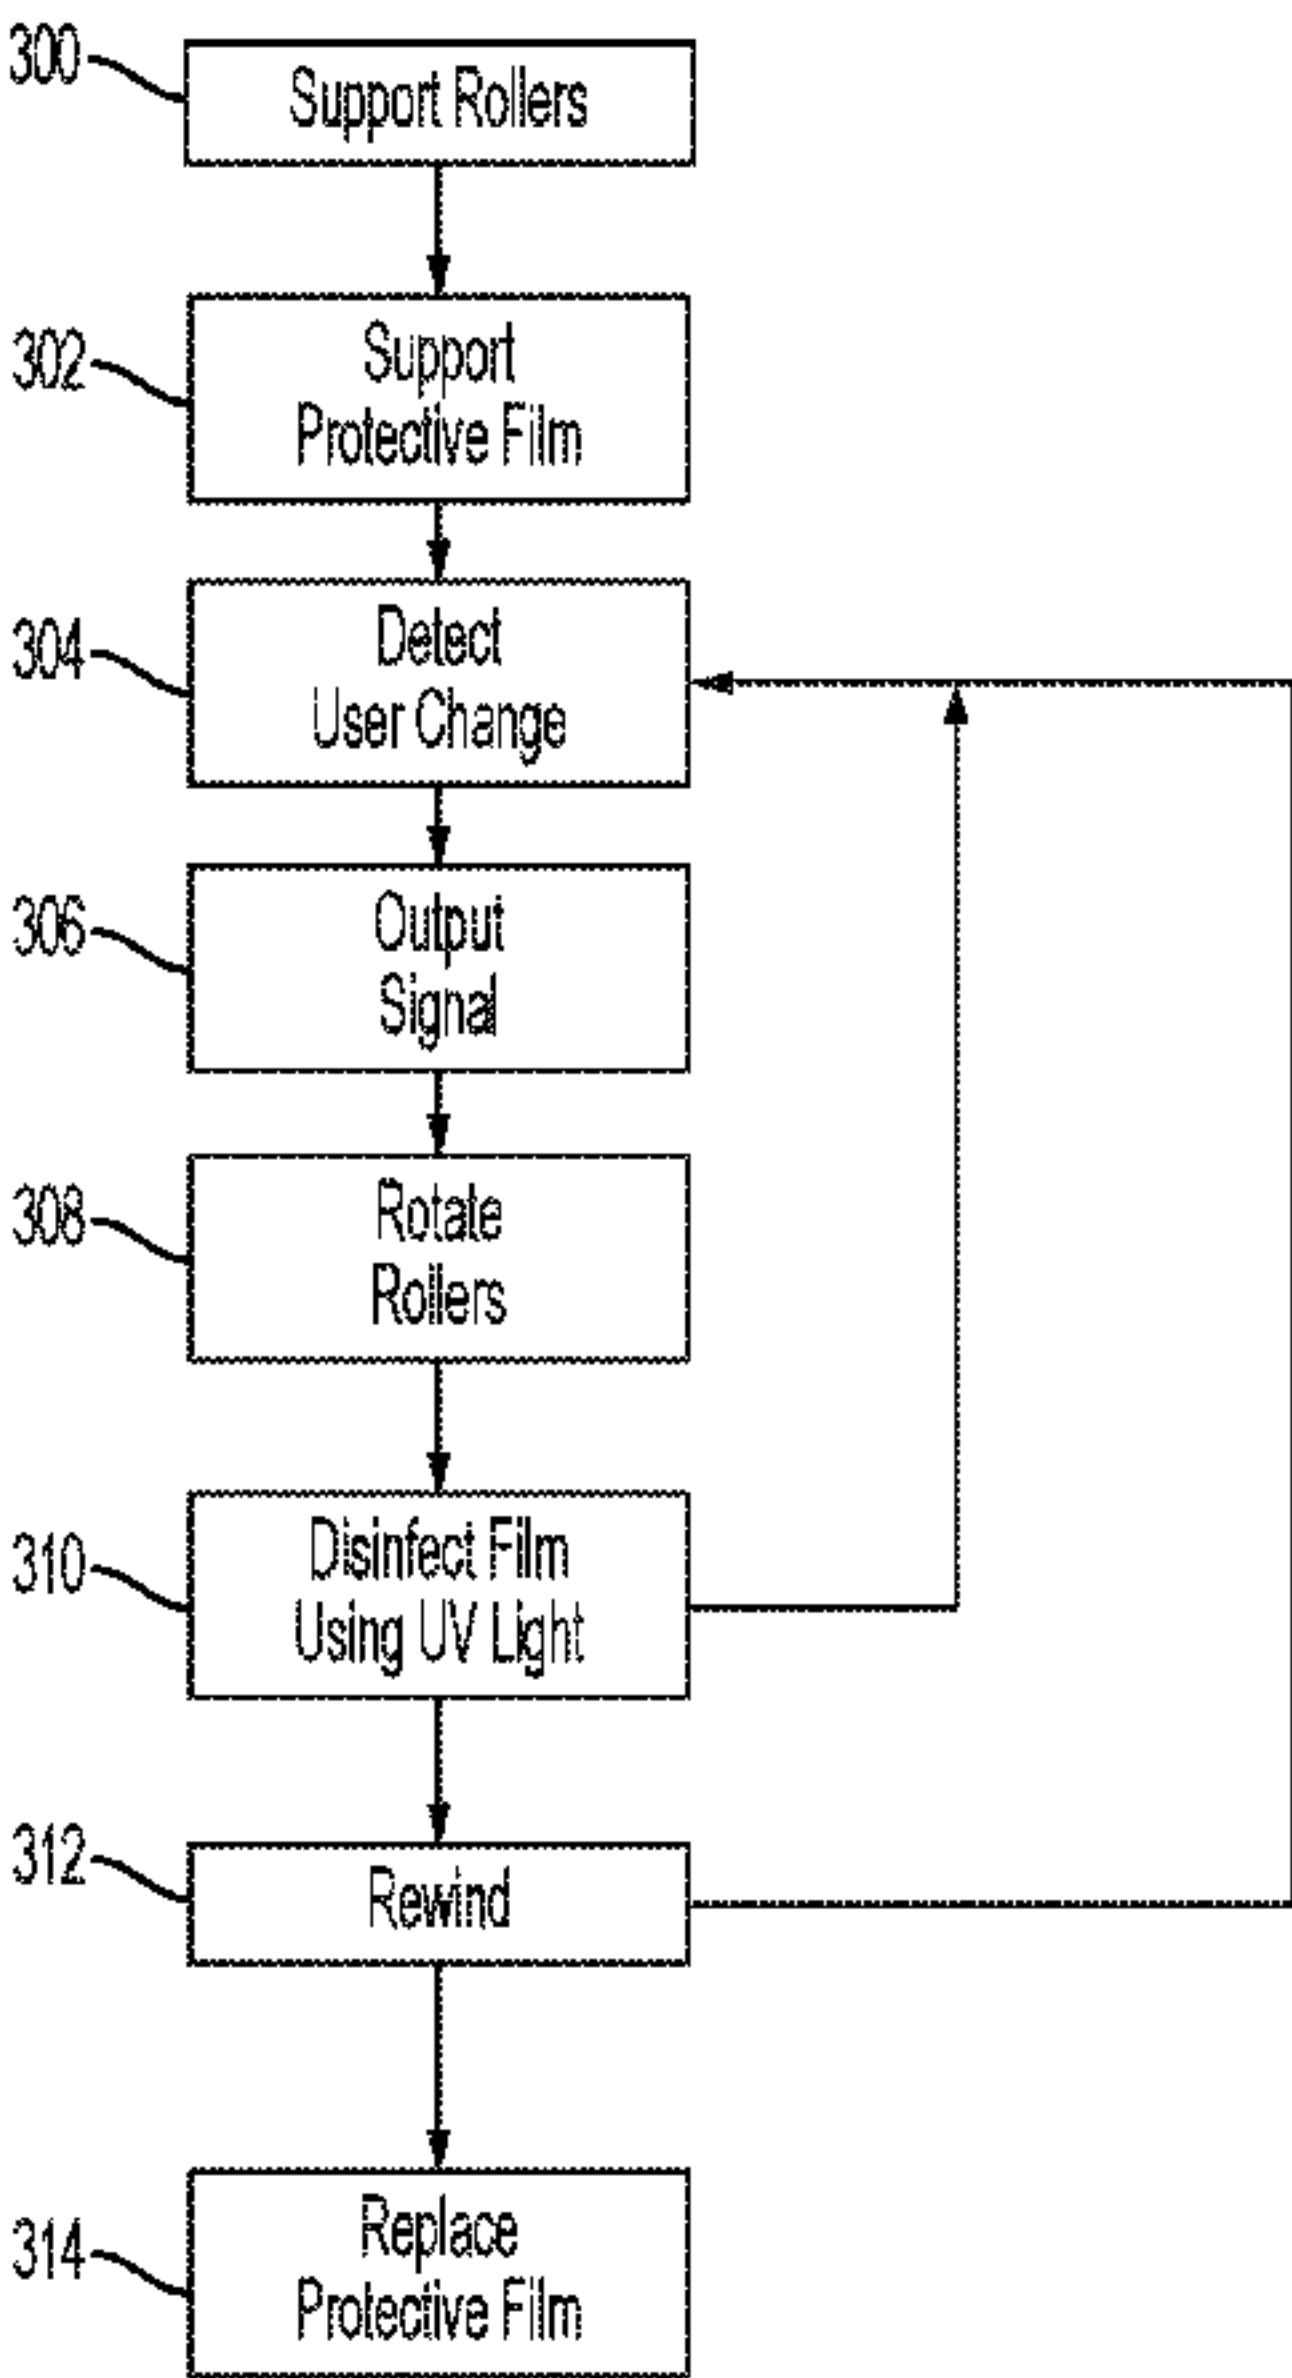 300
Support Rollers
302
Support
Protective Film
304
Detect
User Change
306
Output
Signal
308
Rotate
Rollers
310
Disinfect Film
Using UV Light
312
Rewind
314
Replace
Protective Film